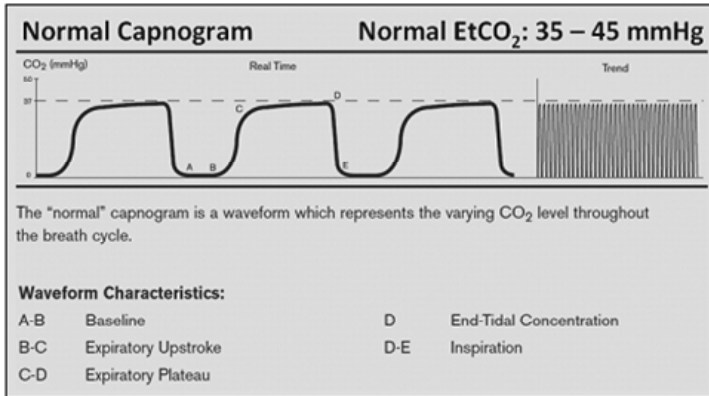 Normal Capnogram Normal EtCO₂: 35 – 45 mmHg
CO₂ (mmHg) Real Time Trend
50
37
0
C D
A B E
The "normal" capnogram is a waveform which represents the varying CO₂ level throughout
the breath cycle.
Waveform Characteristics:
A-B Baseline D End-Tidal Concentration
B-C Expiratory Upstroke D-E Inspiration
C-D Expiratory Plateau